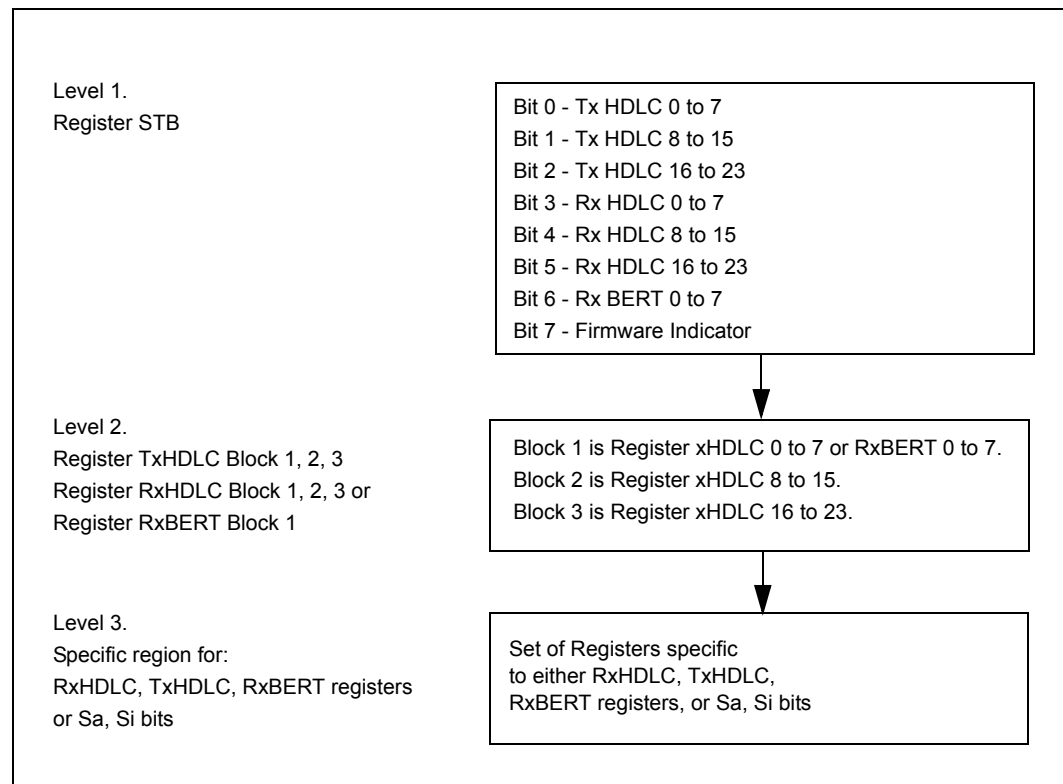 Level 1.
Register STB
Bit 0 - Tx HDLC 0 to 7
Bit 1 - Tx HDLC 8 to 15
Bit 2 - Tx HDLC 16 to 23
Bit 3 - Rx HDLC 0 to 7
Bit 4 - Rx HDLC 8 to 15
Bit 5 - Rx HDLC 16 to 23
Bit 6 - Rx BERT 0 to 7
Bit 7 - Firmware Indicator
Level 2.
Register TxHDLC Block 1, 2, 3
Register RxHDLC Block 1, 2, 3 or
Register RxBERT Block 1
Block 1 is Register xHDLC 0 to 7 or RxBERT 0 to 7.
Block 2 is Register xHDLC 8 to 15.
Block 3 is Register xHDLC 16 to 23.
Level 3.
Specific region for:
RxHDLC, TxHDLC, RxBERT registers
or Sa, Si bits
Set of Registers specific
to either RxHDLC, TxHDLC,
RxBERT registers, or Sa, Si bits